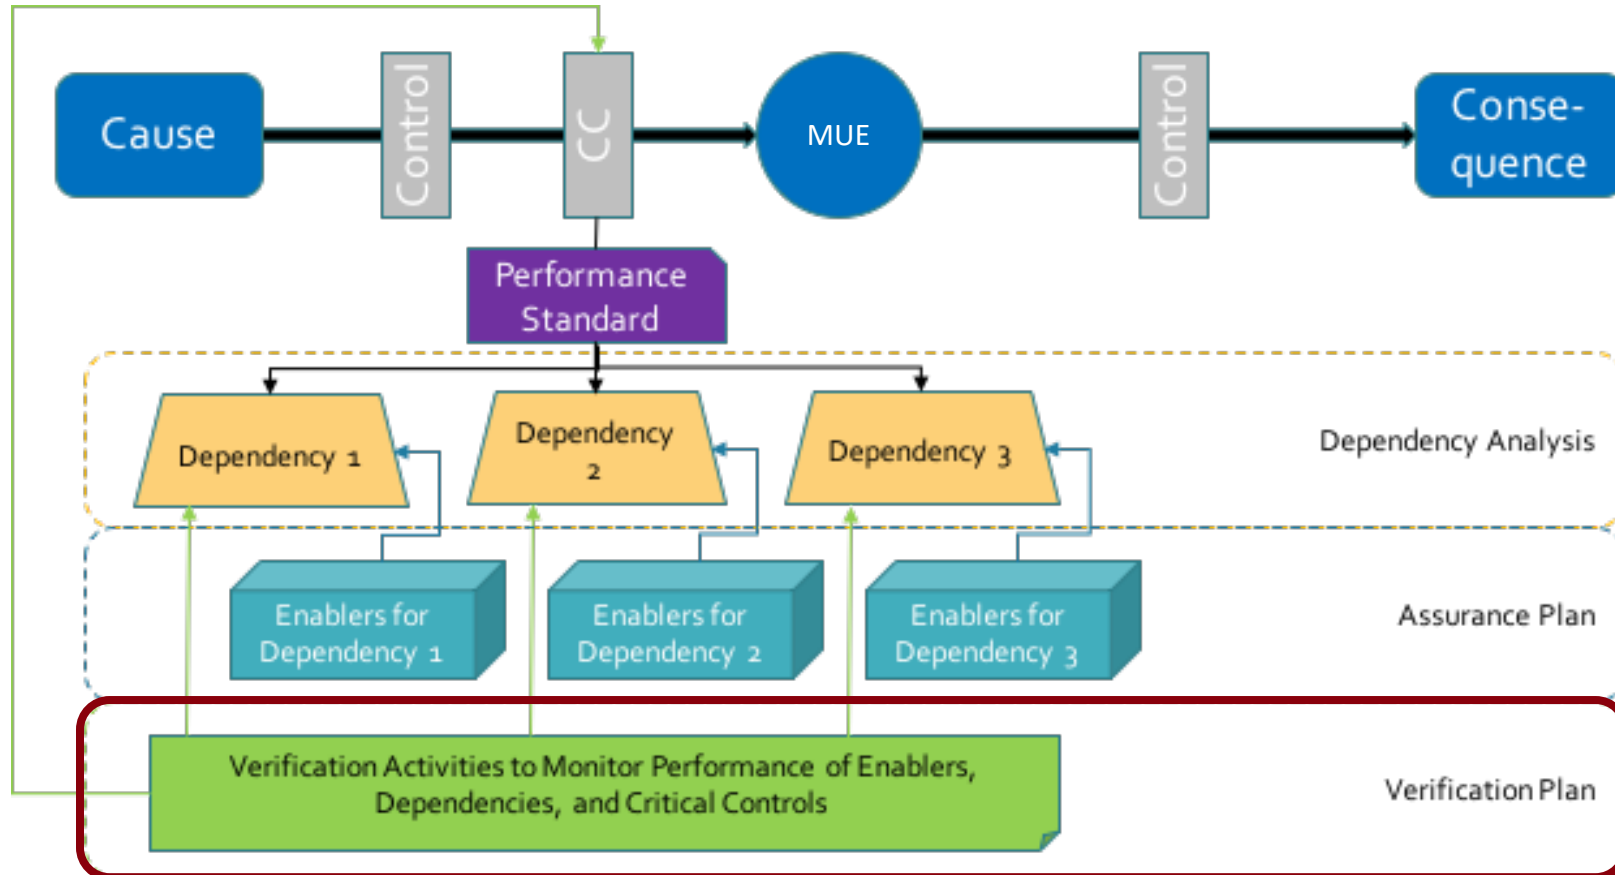 Cause
Control
CC
MUE
Control
Conse-
quence
Performance
Standard
Dependency 1
Dependency
2
Dependency 3
Dependency Analysis
Enablers for
Dependency 1
Enablers for
Dependency 2
Enablers for
Dependency 3
Assurance Plan
Verification Activities to Monitor Performance of Enablers,
Dependencies, and Critical Controls
Verification Plan